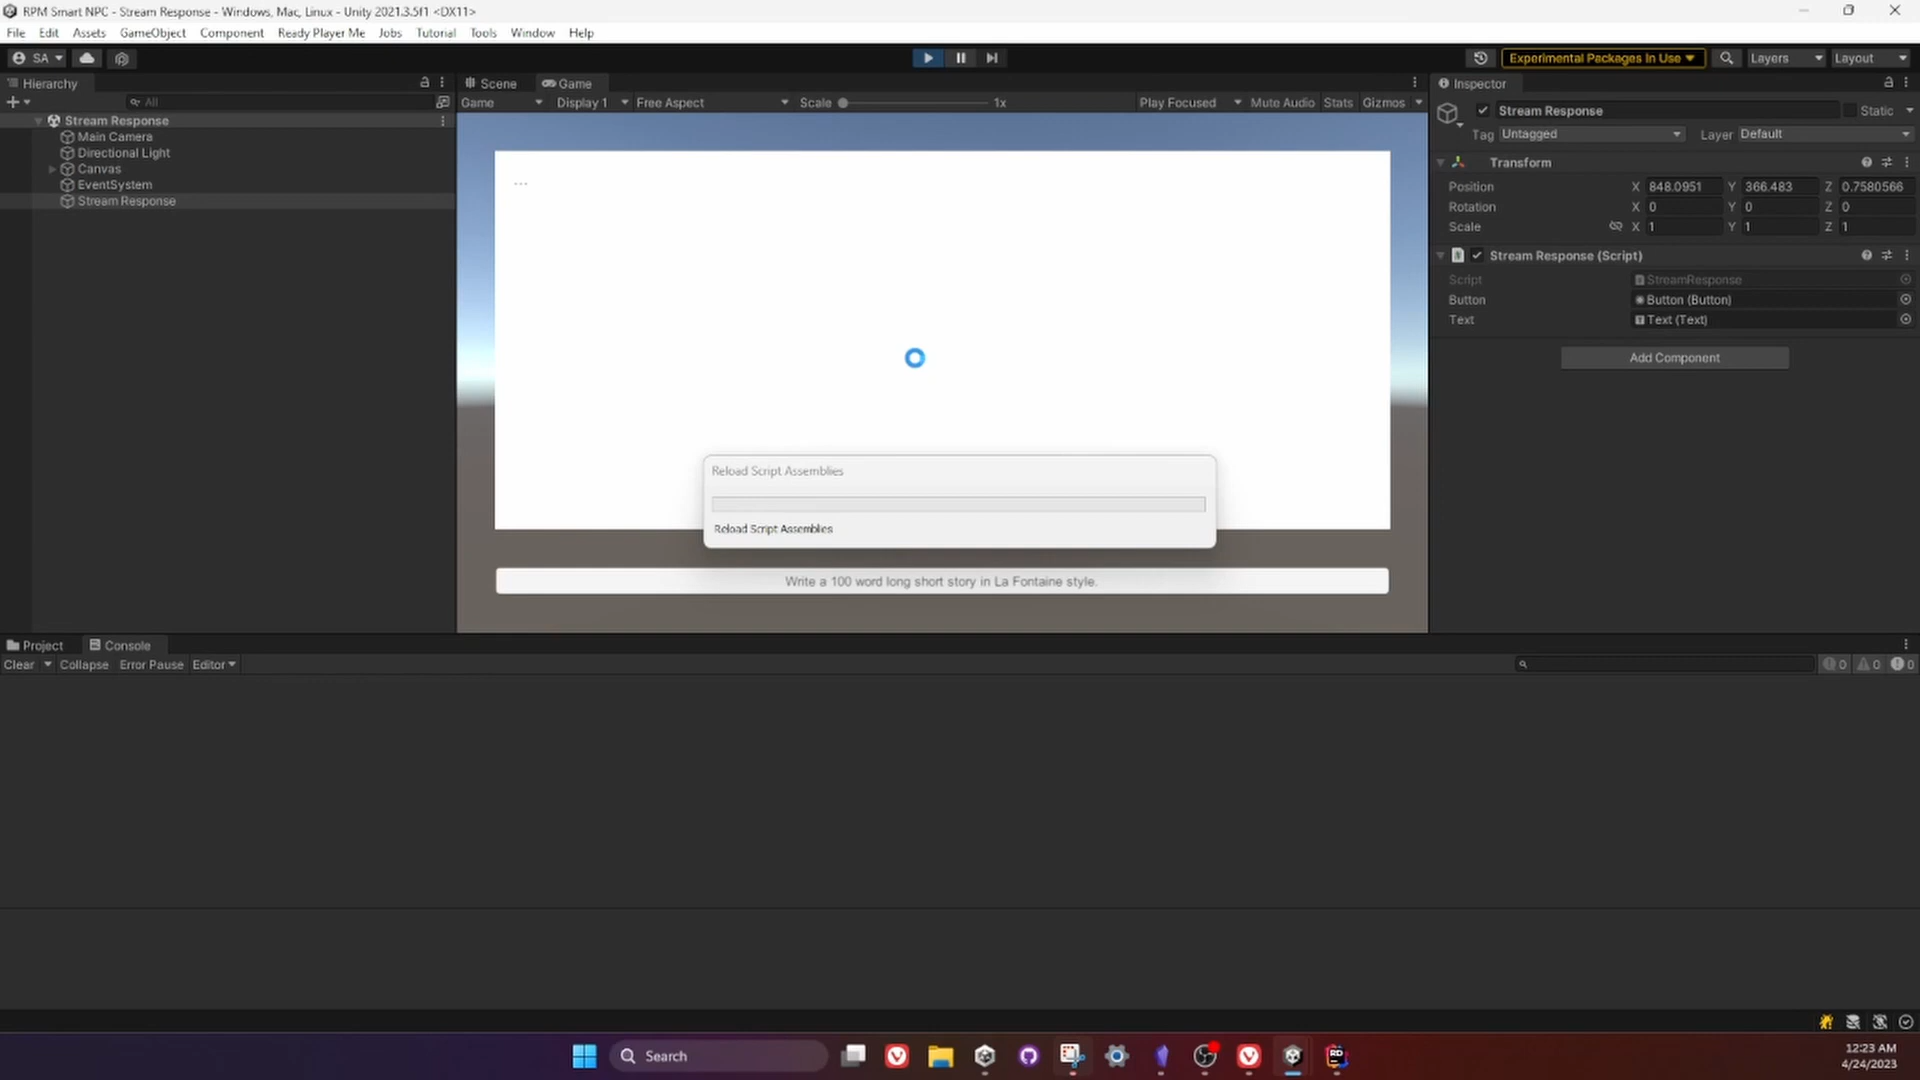 RPM Smart NPC - Stream Response - Windows, Mac, Linux - Unity 2021.3.5f1 <DX11>
File Edit Assets GameObject Component Ready Player Me Jobs Tutorial Tools Window Help
SA Experimental Packages In Use Layers Layout
Hierarchy Scene Game Inspector
All Game Display 1 Free Aspect Scale 1x Play Focused Mute Audio Stats Gizmos
Stream Response
Main Camera
Directional Light
Canvas
EventSystem
Stream Response
...
Reload Script Assemblies
Reload Script Assemblies
Write a 100 word long short story in La Fontaine style.
Stream Response Static
Tag Untagged Layer Default
Transform
Position X 848.0951 Y 366.483 Z 0.7580566
Rotation X 0 Y 0 Z 0
Scale X 1 Y 1 Z 1
Stream Response (Script)
Script StreamResponse
Button Button (Button)
Text Text (Text)
Add Component
Project Console
Clear Collapse Error Pause Editor 0 0 0
Search
RD
12:23 AM
4/24/2023